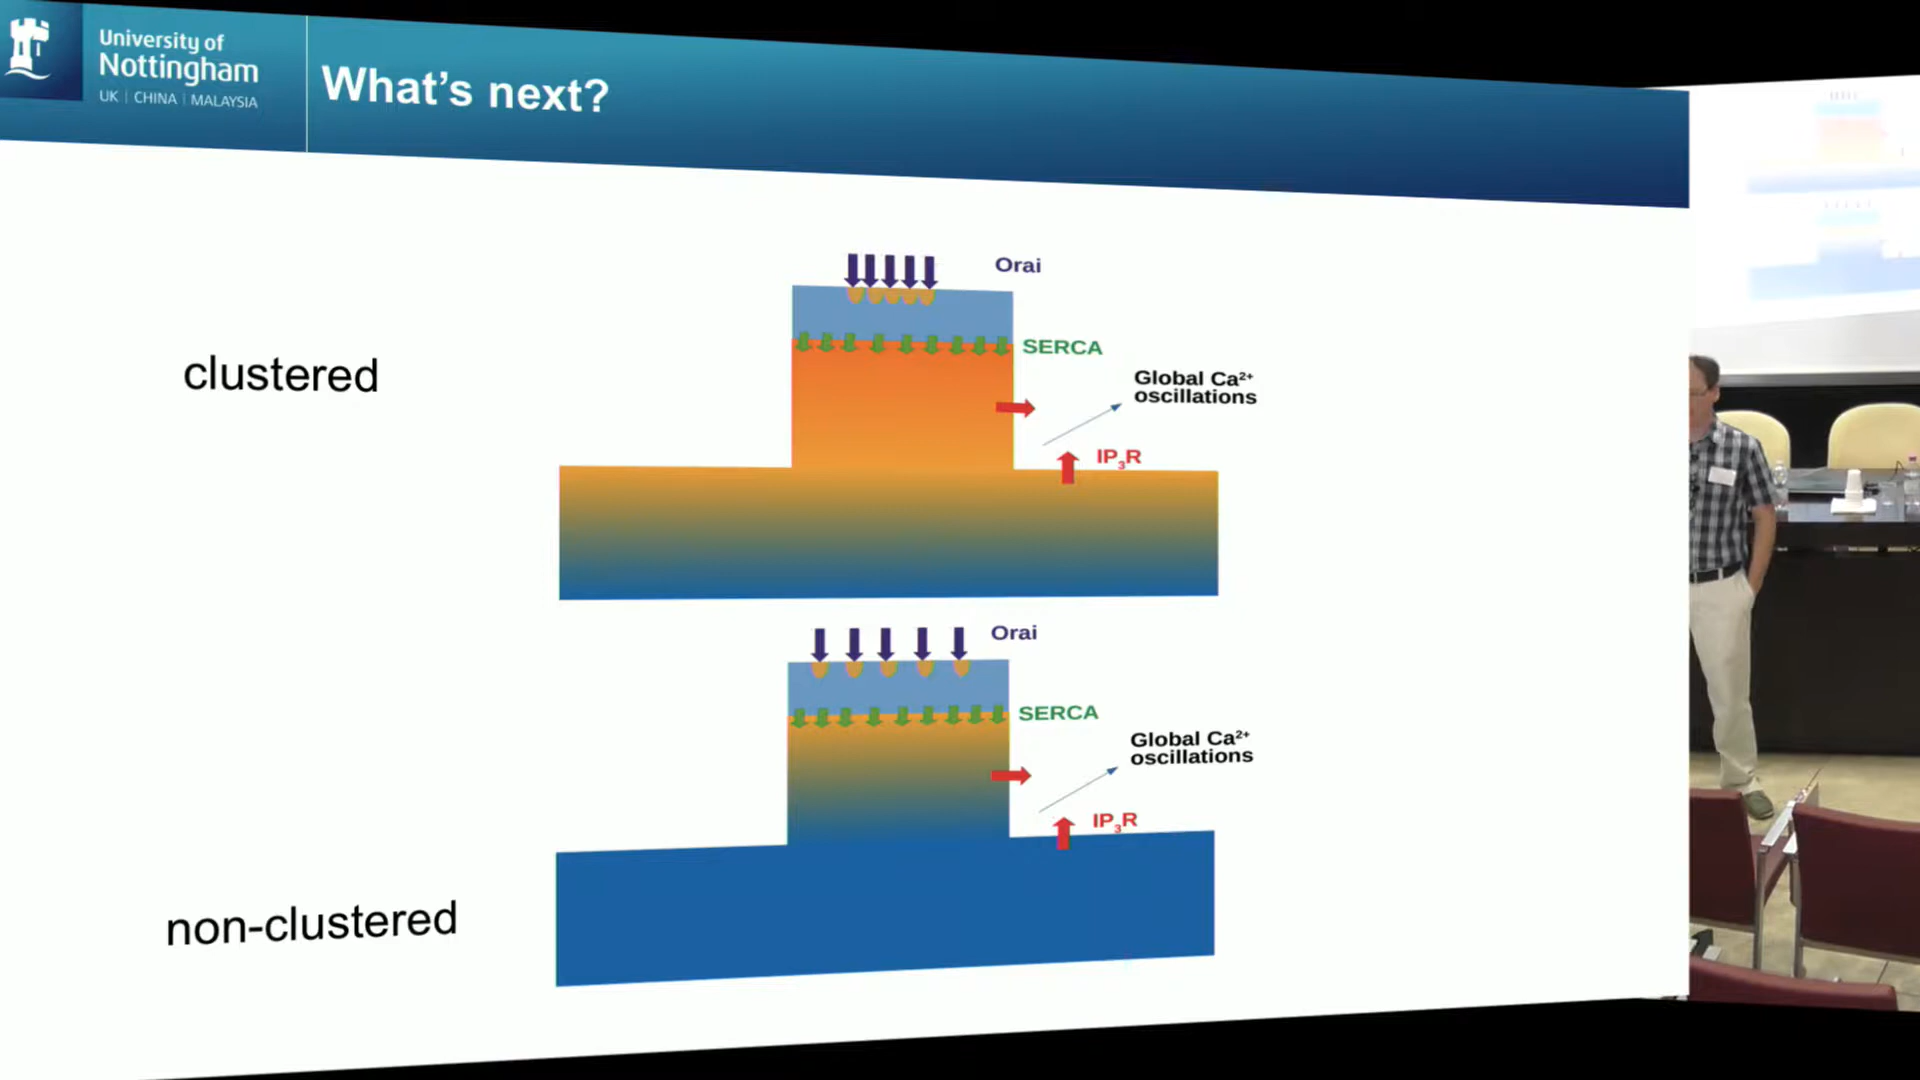 University of
Nottingham
UK | CHINA | MALAYSIA
What's next?
Orai
clustered
SERCA
Global Ca²⁺
oscillations
IP₃R
Orai
SERCA
Global Ca²⁺
oscillations
IP₃R
non-clustered